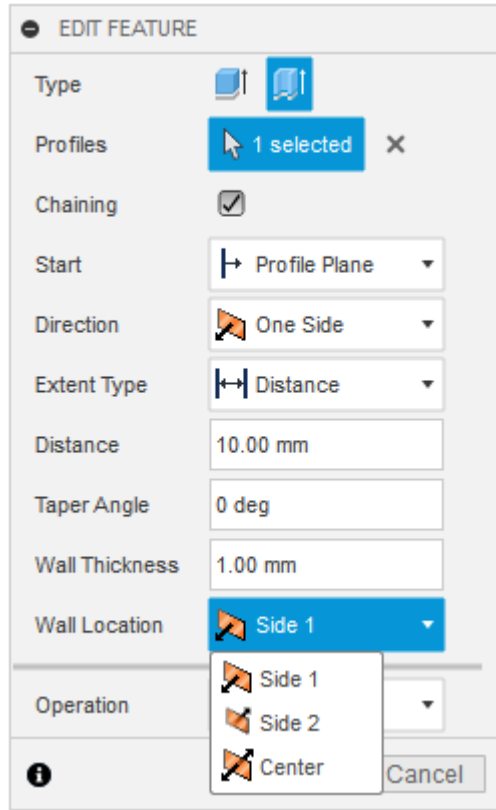 EDIT FEATURE
Type
Profiles 1 selected
Chaining
Start Profile Plane
Direction One Side
Extent Type Distance
Distance 10.00 mm
Taper Angle 0 deg
Wall Thickness 1.00 mm
Wall Location Side 1
Side 1
Operation Side 2
Center
Cancel